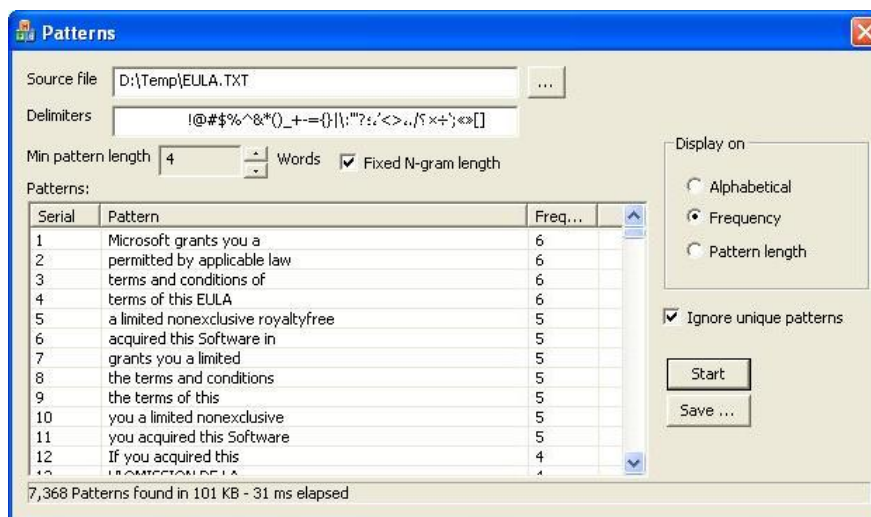 Patterns
Source file D:\Temp\EULA.TXT ...
Delimiters !@#$%^&*()_+-={}|\:"'?؛،’<>.,/؟×÷‘;«»[]
Min pattern length 4 Words Fixed N-gram length
Patterns:
Serial Pattern Freq...
1 Microsoft grants you a 6
2 permitted by applicable law 6
3 terms and conditions of 6
4 terms of this EULA 6
5 a limited nonexclusive royaltyfree 5
6 acquired this Software in 5
7 grants you a limited 5
8 the terms and conditions 5
9 the terms of this 5
10 you a limited nonexclusive 5
11 you acquired this Software 5
12 If you acquired this 4
7,368 Patterns found in 101 KB - 31 ms elapsed
Display on
Alphabetical
Frequency
Pattern length
Ignore unique patterns
Start
Save ...